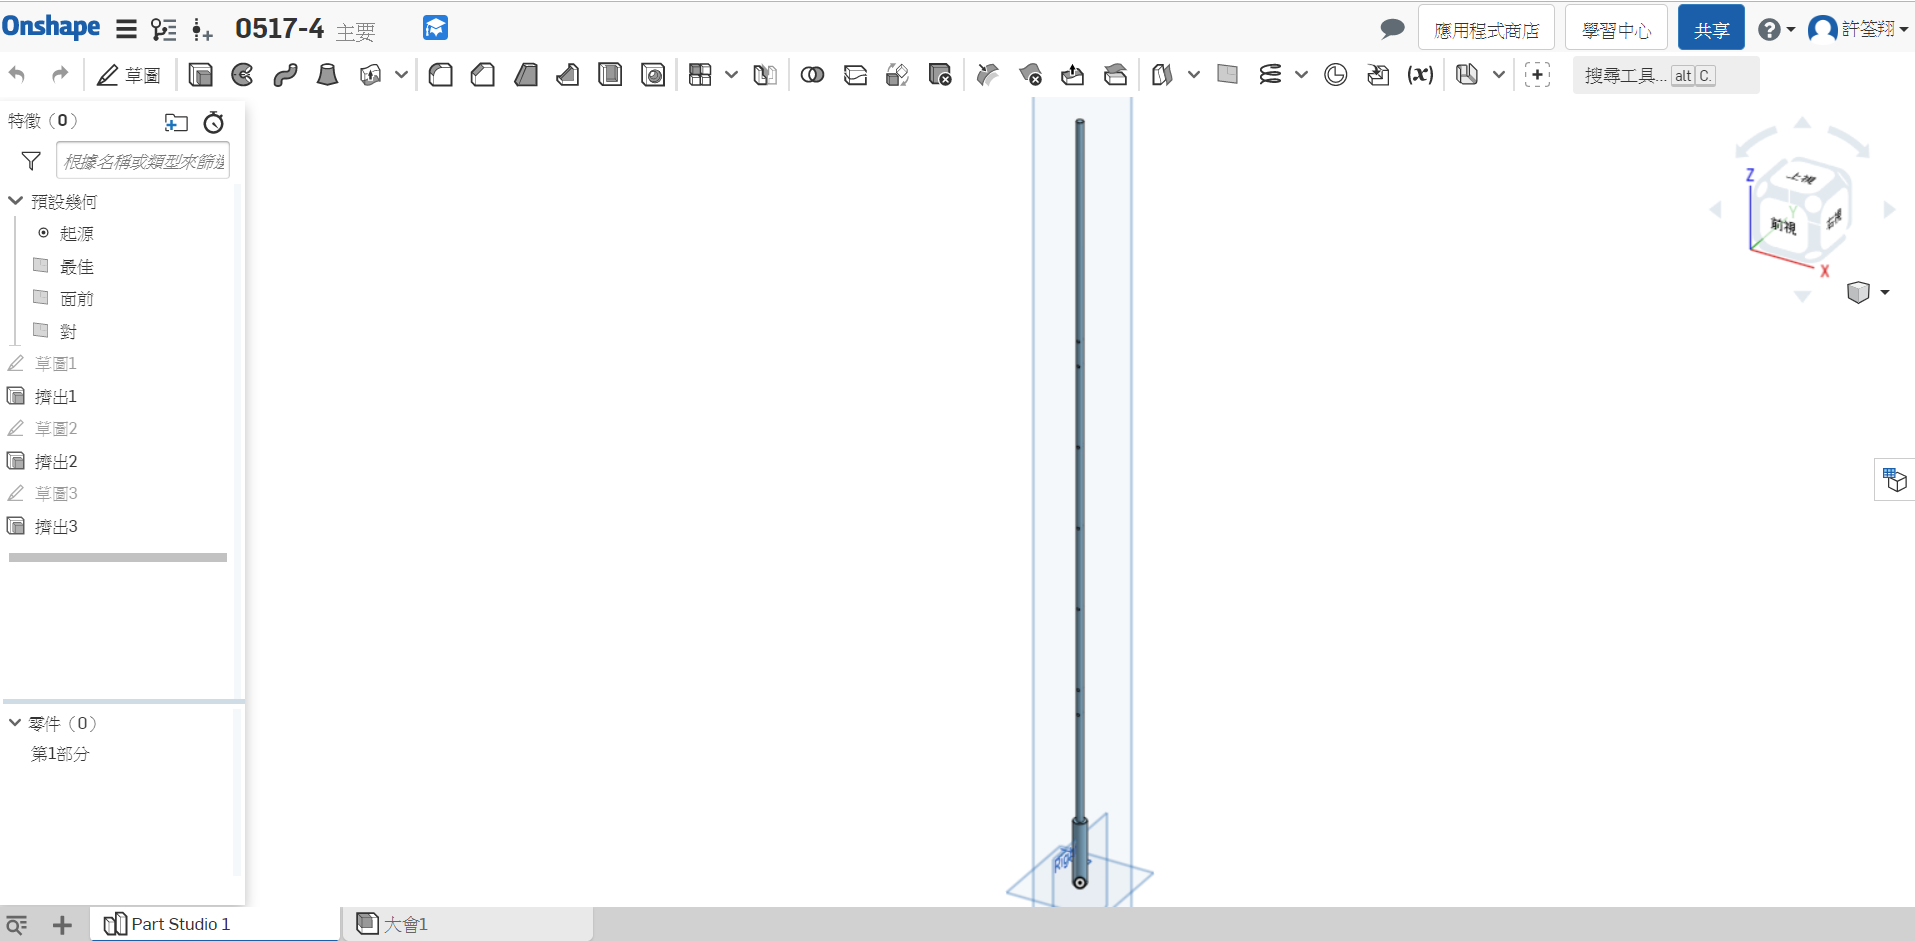 Onshape 0517-4 主要 應用程式商店 學習中心 共享 許筌翔
草圖 搜尋工具... alt C.
特徵（0）
根據名稱或類型來篩選
預設幾何
起源
最佳
面前
對
草圖1
擠出1
草圖2
擠出2
草圖3
擠出3
零件（0）
第1部分
上視
前視
右視
Z
Y
X
Part Studio 1 大會1